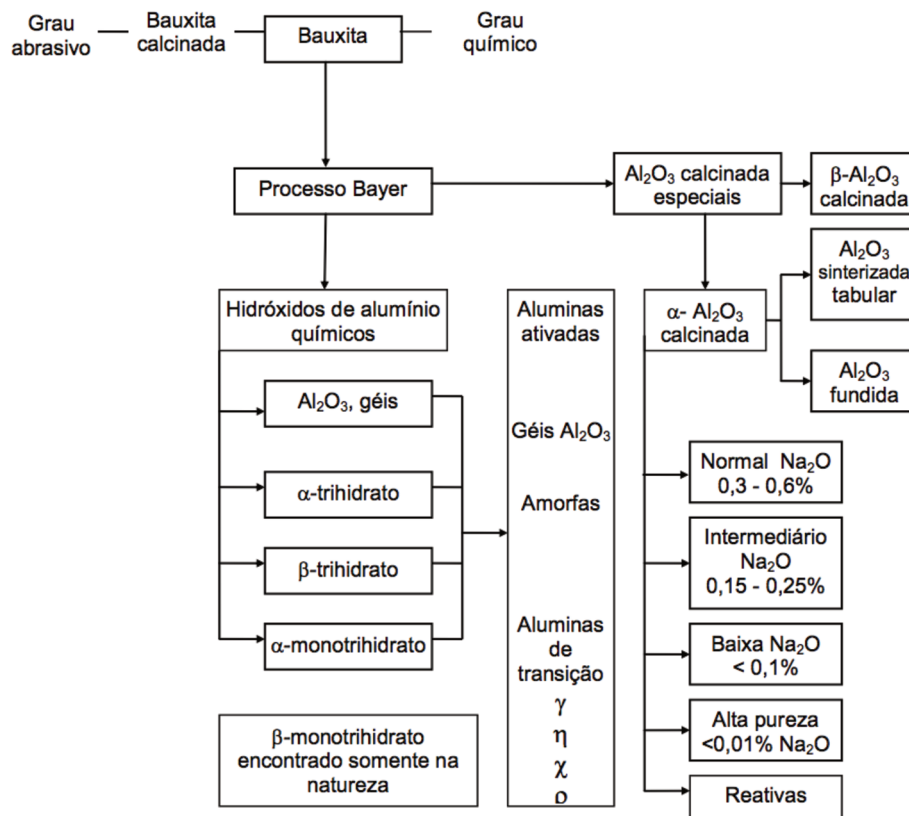 Grau
abrasivo
Bauxita
calcinada
Bauxita
Grau
químico
Processo Bayer
Al₂O₃ calcinada
especiais
β-Al₂O₃
calcinada
Al₂O₃
sinterizada
tabular
Hidróxidos de alumínio
químicos
Aluminas
ativadas
α- Al₂O₃
calcinada
Al₂O₃
fundida
Al₂O₃, géis
α-trihidrato
β-trihidrato
α-monotrihidrato
β-monotrihidrato
encontrado somente na
natureza
Géis Al₂O₃
Amorfas
Aluminas
de
transição
γ
η
χ
ρ
Normal Na₂O
0,3 - 0,6%
Intermediário
Na₂O
0,15 - 0,25%
Baixa Na₂O
< 0,1%
Alta pureza
<0,01% Na₂O
Reativas